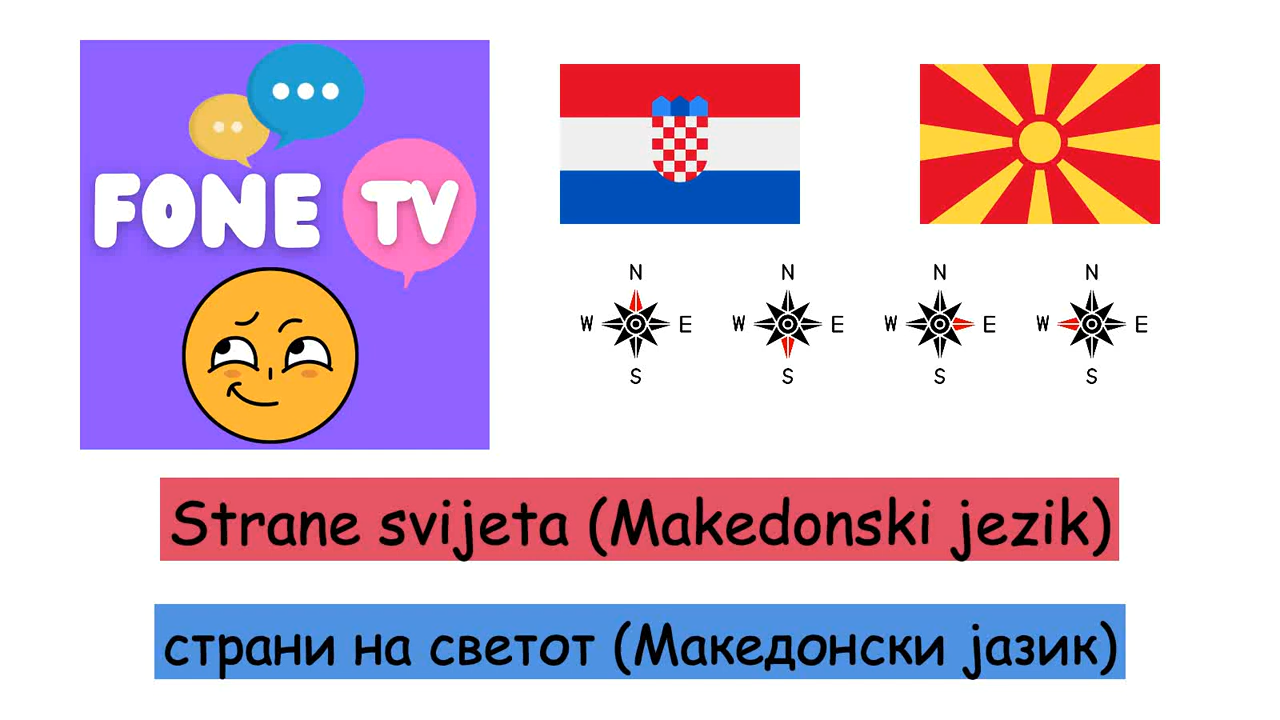 FONE TV
N N N N
W E W E W E W E
S S S S
Strane svijeta (Makedonski jezik)
страни на светот (Македонски јазик)